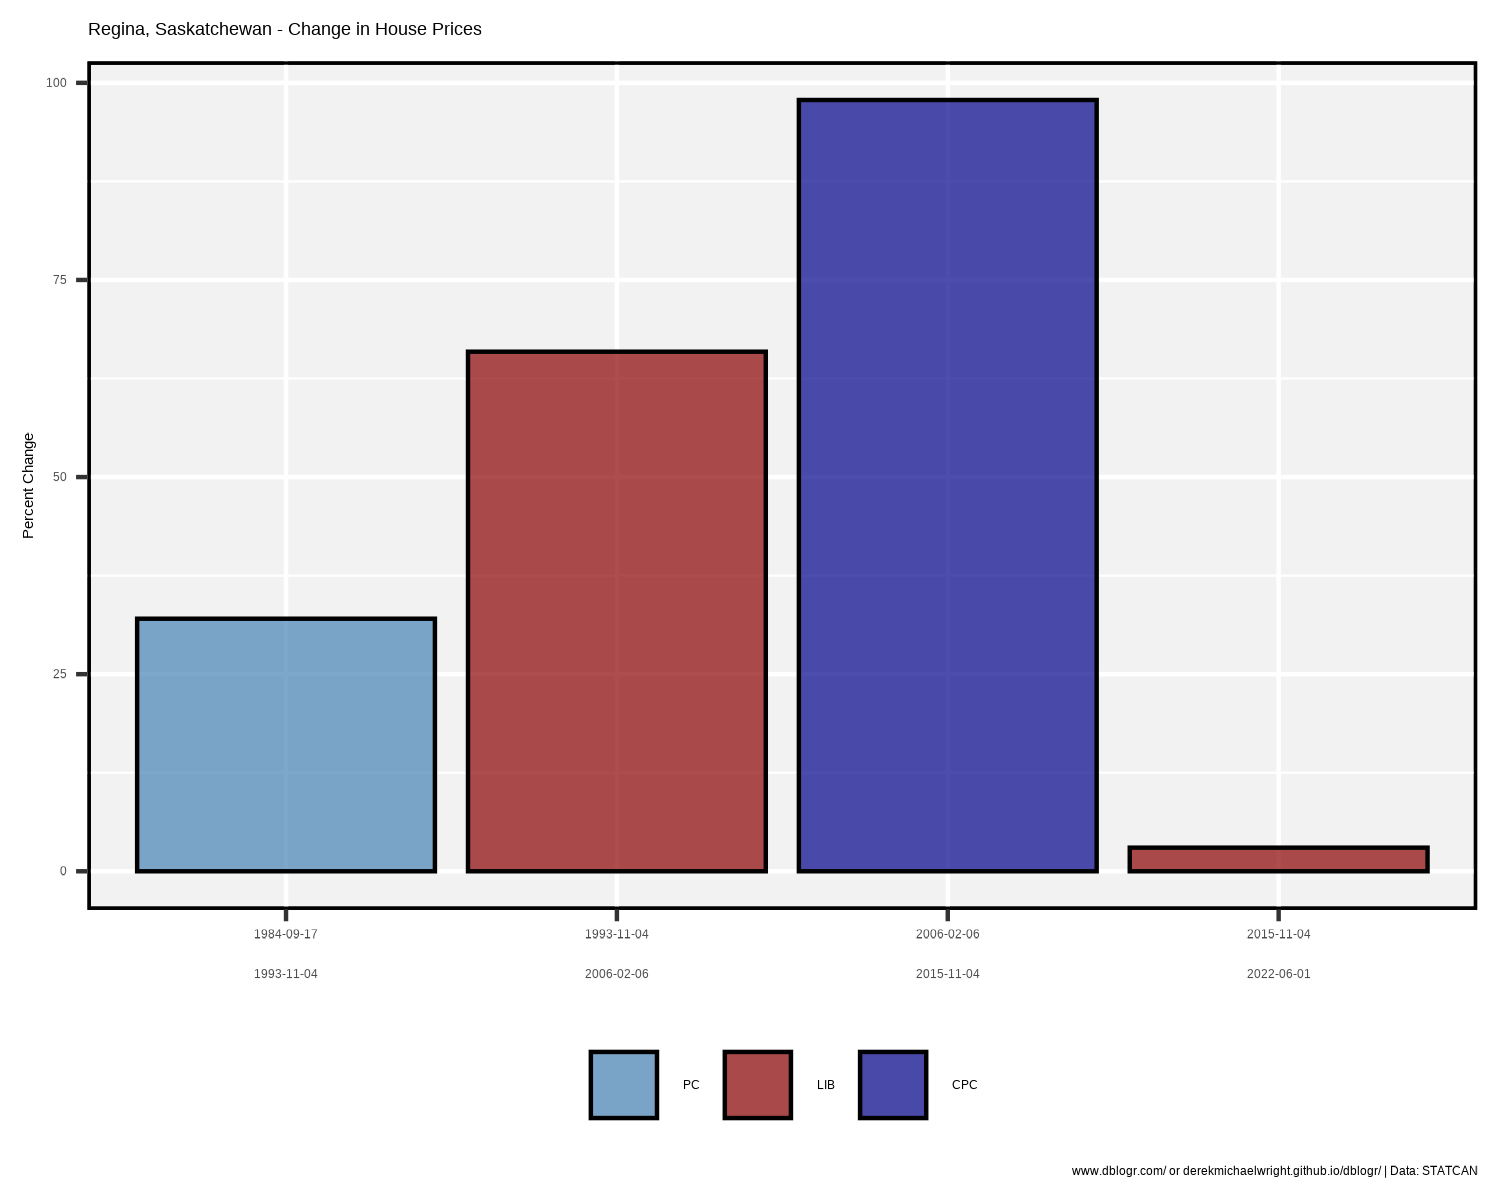 Regina, Saskatchewan - Change in House Prices
100
75
50
25
0
Percent Change
1984-09-17
1993-11-04
1993-11-04
2006-02-06
2006-02-06
2015-11-04
2015-11-04
2022-06-01
PC
LIB
CPC
www.dblogr.com/ or derekmichaelwright.github.io/dblogr/ | Data: STATCAN